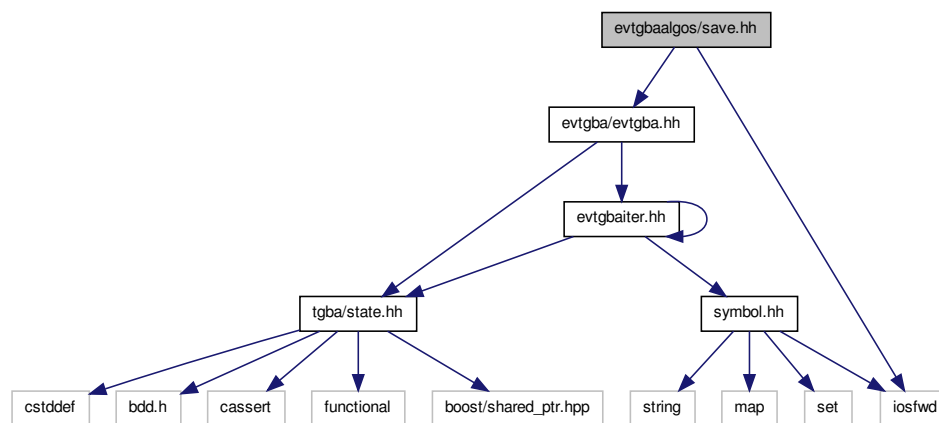 evtgbaalgos/save.hh
evtgba/evtgba.hh
evtgbaiter.hh
tgba/state.hh
symbol.hh
cstddef
bdd.h
cassert
functional
boost/shared_ptr.hpp
string
map
set
iosfwd